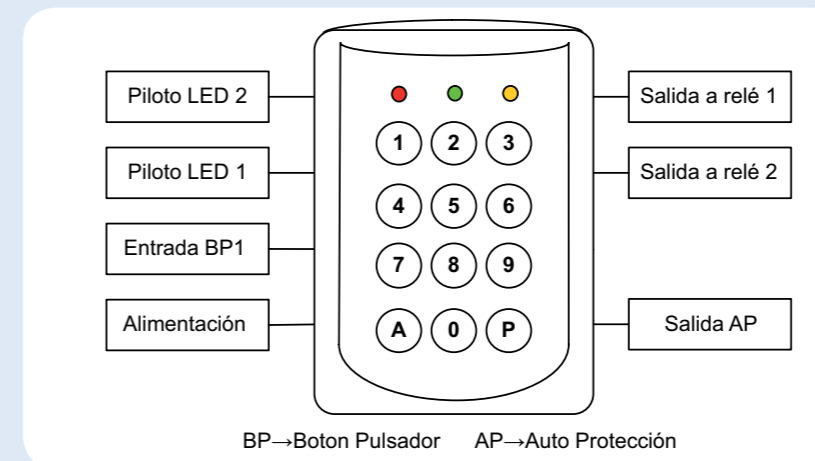 Piloto LED 2
Salida a relé 1
1 2 3
Piloto LED 1
Salida a relé 2
4 5 6
Entrada BP1
7 8 9
Alimentación
A 0 P
Salida AP
BP→Boton Pulsador AP→Auto Protección